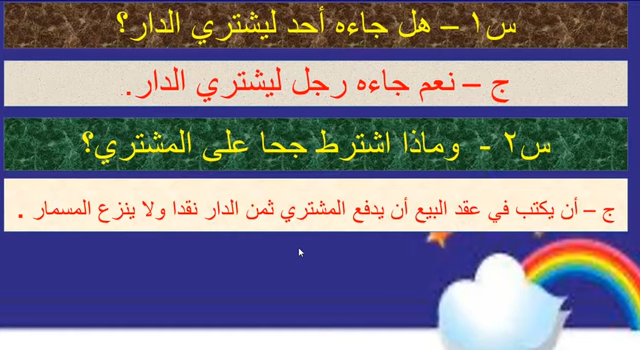 س١ – هل جاءه أحد ليشتري الدار؟
ج – نعم جاءه رجل ليشتري الدار.
س٢ - وماذا اشترط جحا على المشتري؟
ج – أن يكتب في عقد البيع أن يدفع المشتري ثمن الدار نقدا ولا ينزع المسمار .